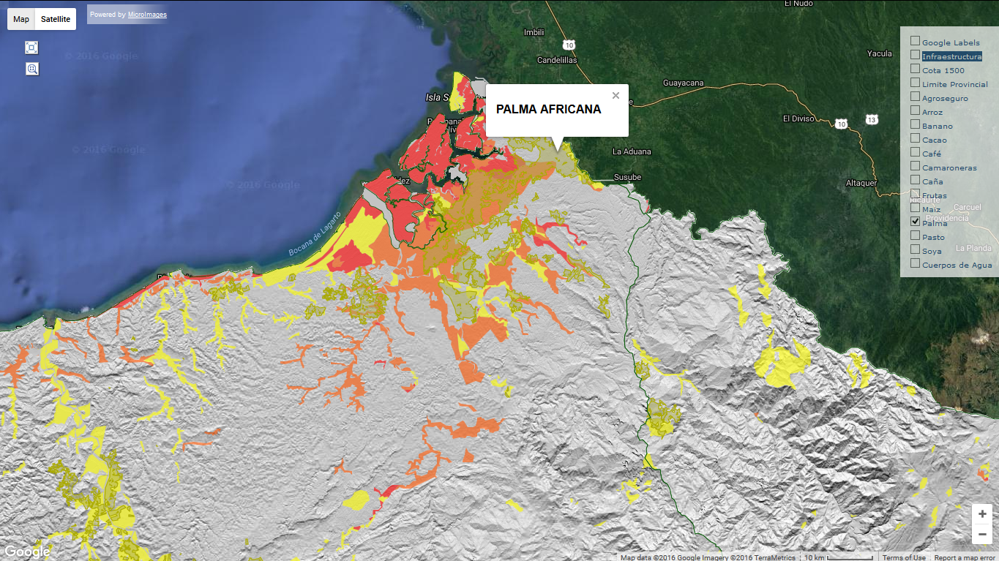 Map
Satellite
Powered by MicroImages
© 2016 Google
© 2016 Google
© 2016 Google
El Nudo
Imbili
10
Candelillas
Yacula
Guayacana
El Diviso
10
13
Isla S
PALMA AFRICANA
La Aduana
Susube
Altaquer
Ricaurte
Carcuel
Providencia
La Planda
Bocana de Lagarto
Google Labels
Infraestructura
Cota 1500
Limite Provincial
Agroseguro
Arroz
Banano
Cacao
Café
Camaroneras
Caña
Frutas
Maiz
Palma
Pasto
Soya
Cuerpos de Agua
Google
Map data ©2016 Google Imagery ©2016 TerraMetrics
10 km
Terms of Use
Report a map error